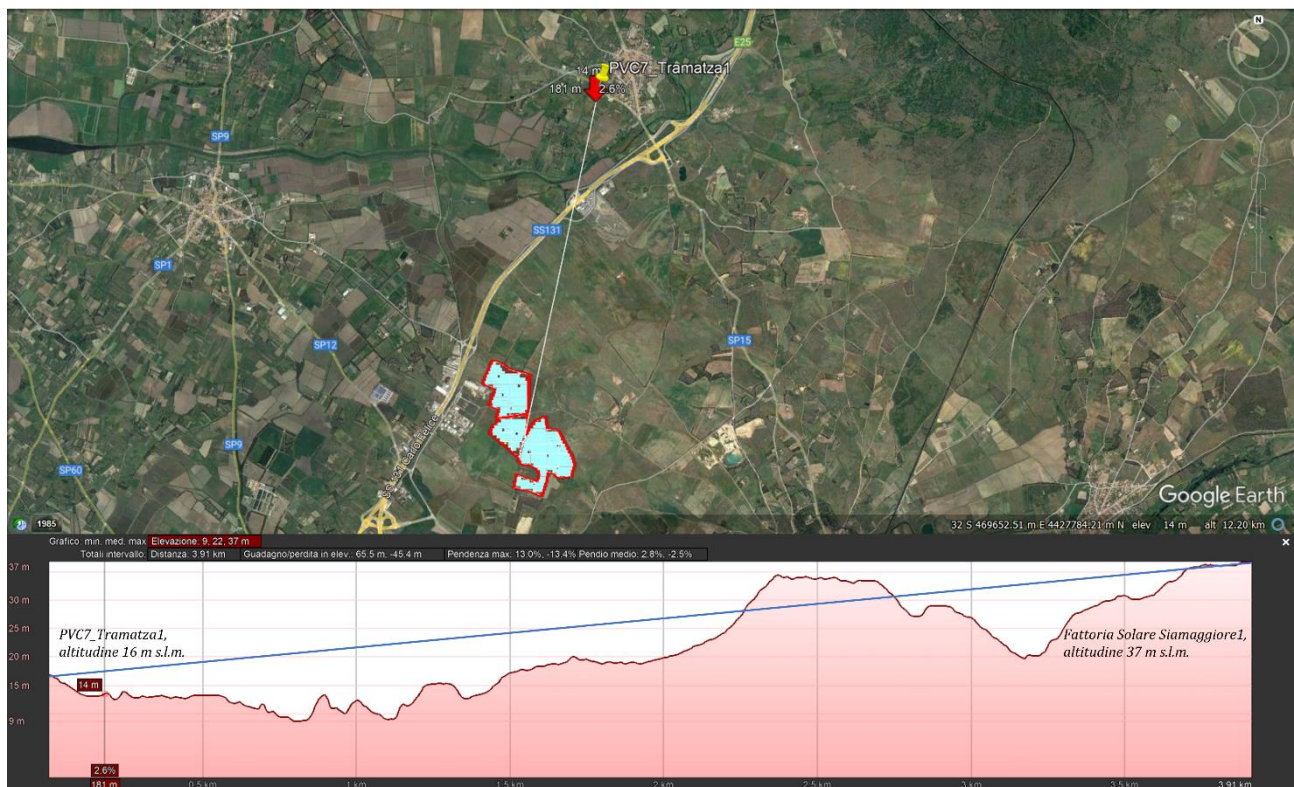 N
E25
14 m PVC7_Tramatza1
181 m 2.6%
SP9
SS131
SP1
SP12
SP15
SP9
SP60
Google Earth
1985
32 S 469652.51 m E 4427784.21 m N elev 14 m alt 12.20 km
Grafico: min. med. max Elevazione: 9, 22, 37 m
Totali intervallo: Distanza: 3.91 km Guadagno/perdita in elev.: 65.5 m, -45.4 m Pendenza max: 13.0%, -13.4% Pendio medio: 2.8%, -2.5%
37 m
30 m
25 m
20 m
15 m
9 m
PVC7_Tramatza1,
altitudine 16 m s.l.m.
Fattoria Solare Siamaggiore1,
altitudine 37 m s.l.m.
14 m
2.6%
181 m 0.5 km 1 km 1.5 km 2 km 2.5 km 3 km 3.5 km 3.91 km